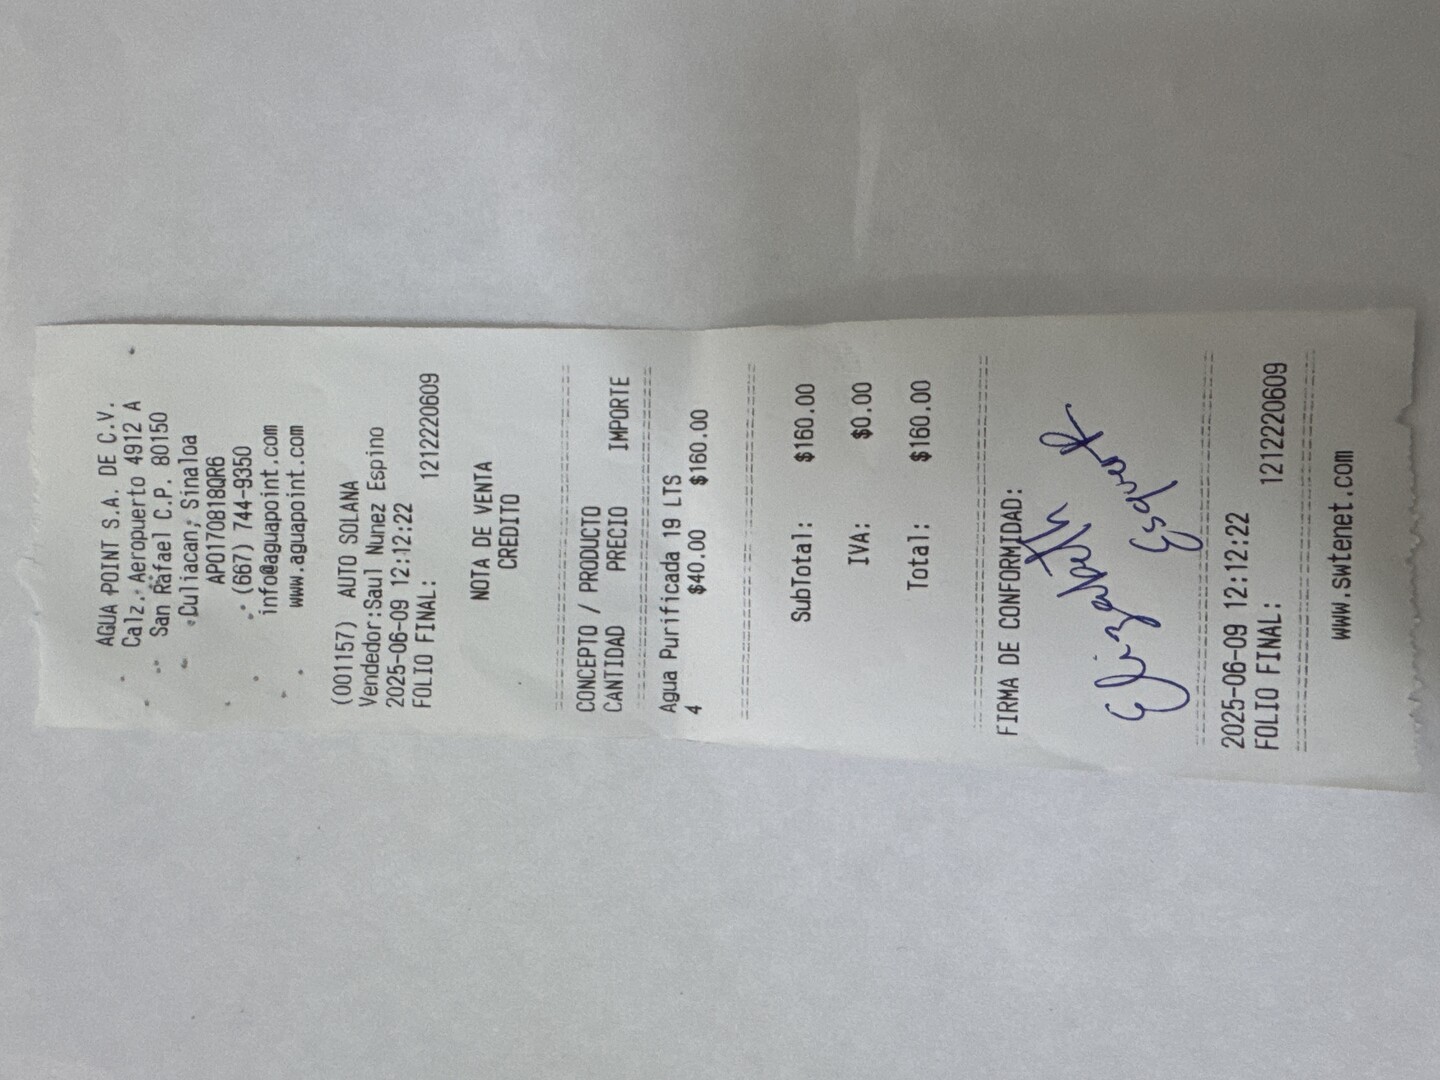 AGUA POINT S.A. DE C.V.
Calz. Aeropuerto 4912 A
San Rafael C.P. 80150
Culiacan, Sinaloa
APO170818QR6
(667) 744-9350
info@aguapoint.com
www.aguapoint.com
(001157) AUTO SOLANA
Vendedor:Saul Nunez Espino
2025-06-09 12:12:22
FOLIO FINAL: 1212220609
NOTA DE VENTA
CREDITO
CONCEPTO / PRODUCTO
CANTIDAD PRECIO IMPORTE
Agua Purificada 19 LTS
4 $40.00 $160.00
SubTotal: $160.00
IVA: $0.00
Total: $160.00
FIRMA DE CONFORMIDAD:
Elizabeth
2025-06-09 12:12:22
FOLIO FINAL: 1212220609
www.swtenet.com